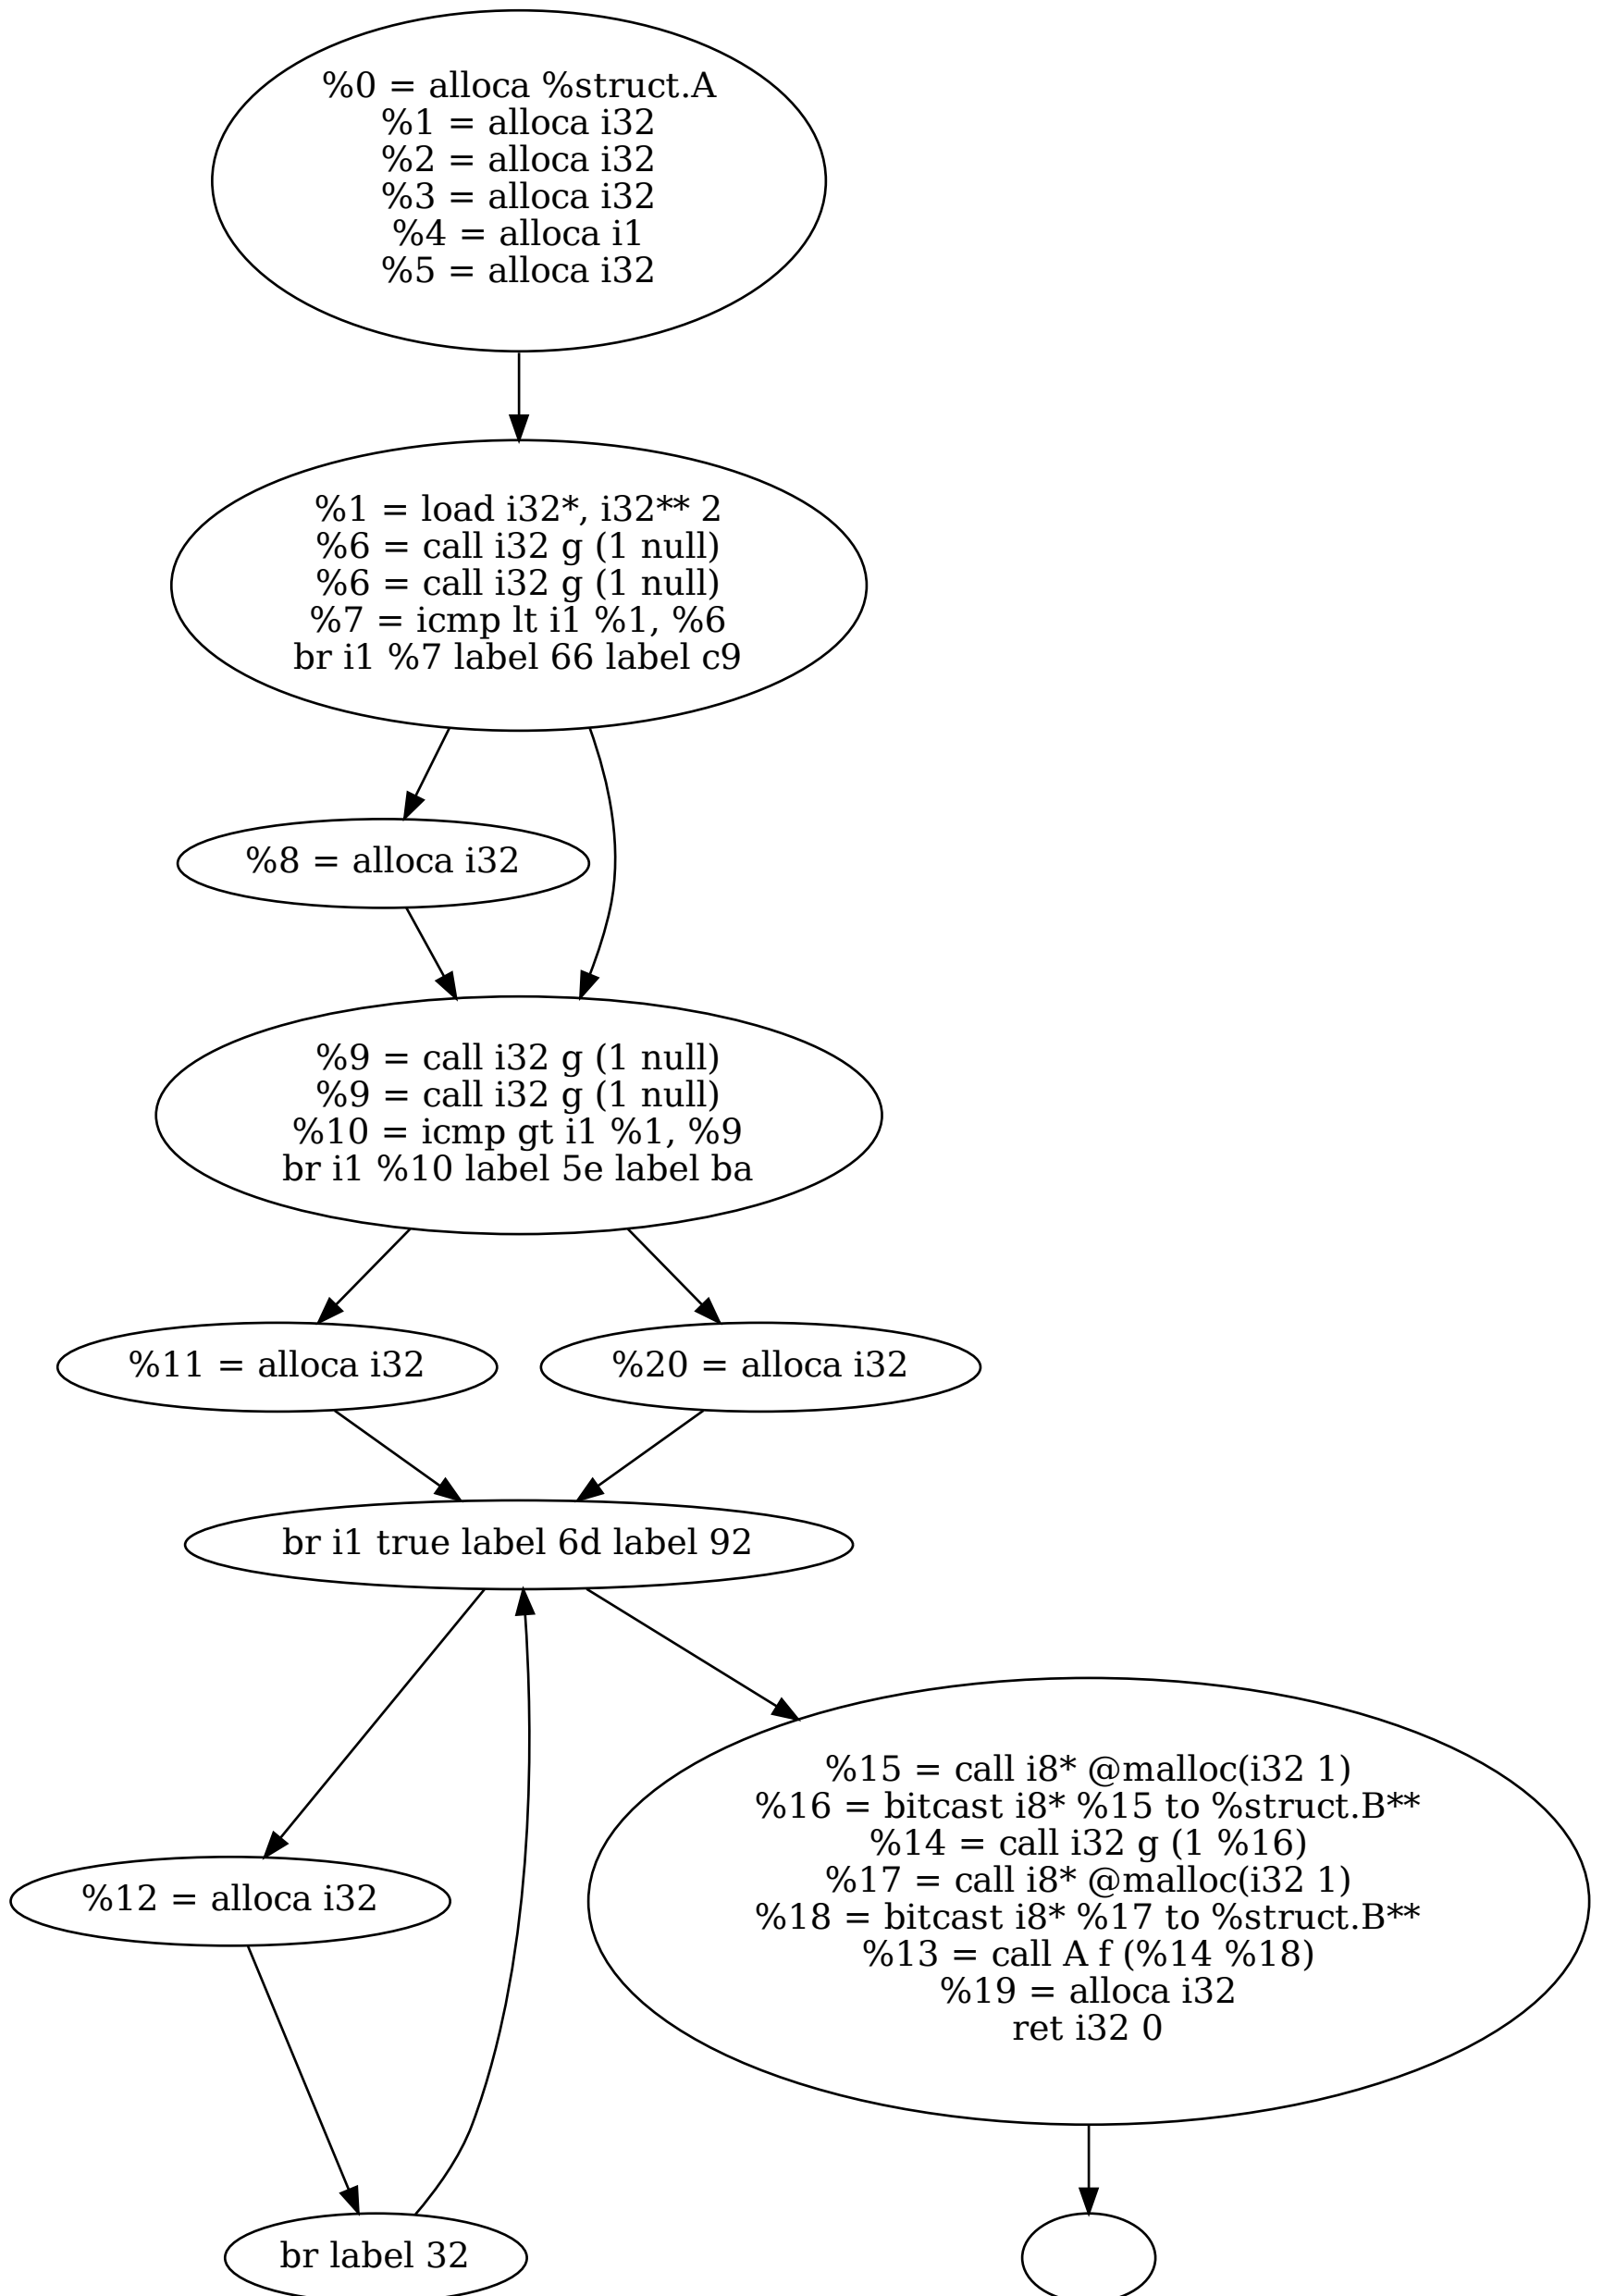 %0 = alloca %struct.A
%1 = alloca i32
%2 = alloca i32
%3 = alloca i32
%4 = alloca i1
%5 = alloca i32
%1 = load i32*, i32** 2
%6 = call i32 g (1 null)
%6 = call i32 g (1 null)
%7 = icmp lt i1 %1, %6
br i1 %7 label 66 label c9
%8 = alloca i32
%9 = call i32 g (1 null)
%9 = call i32 g (1 null)
%10 = icmp gt i1 %1, %9
br i1 %10 label 5e label ba
%11 = alloca i32
%20 = alloca i32
br i1 true label 6d label 92
%15 = call i8* @malloc(i32 1)
%16 = bitcast i8* %15 to %struct.B**
%14 = call i32 g (1 %16)
%17 = call i8* @malloc(i32 1)
%18 = bitcast i8* %17 to %struct.B**
%13 = call A f (%14 %18)
%19 = alloca i32
ret i32 0
%12 = alloca i32
br label 32